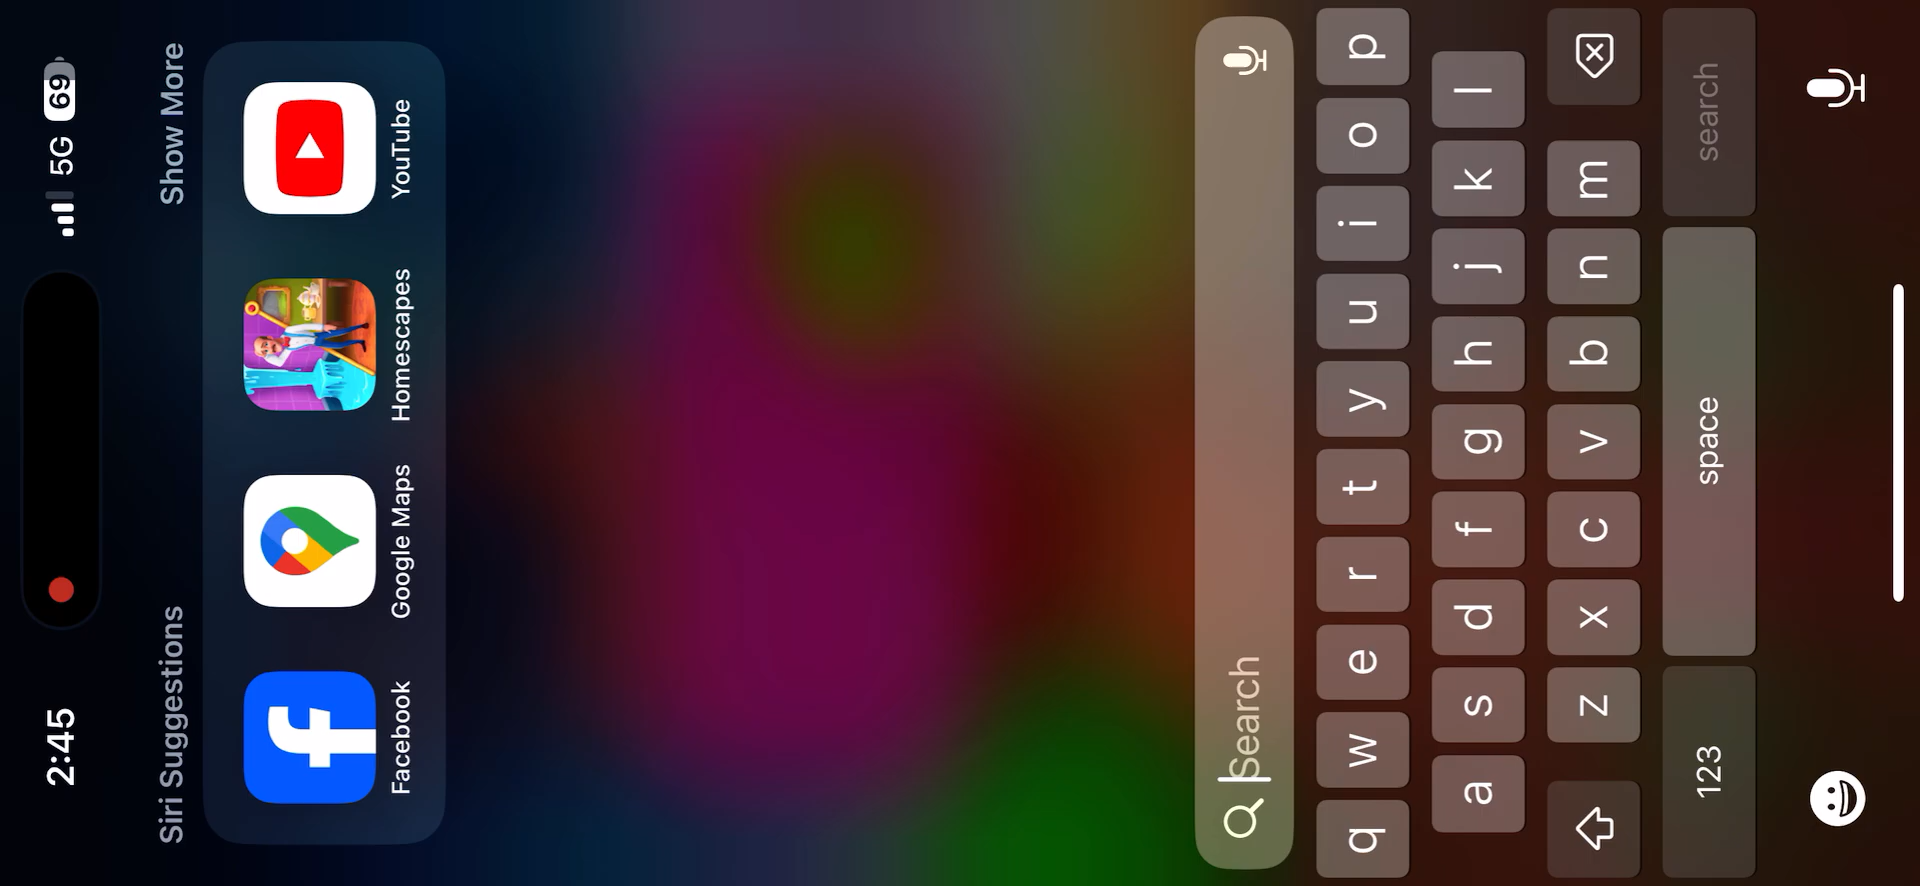 2:45 5G 69
Siri Suggestions Show More
Facebook Google Maps Homescapes YouTube
Search
q w e r t y u i o p
a s d f g h j k l
z x c v b n m
123 space search